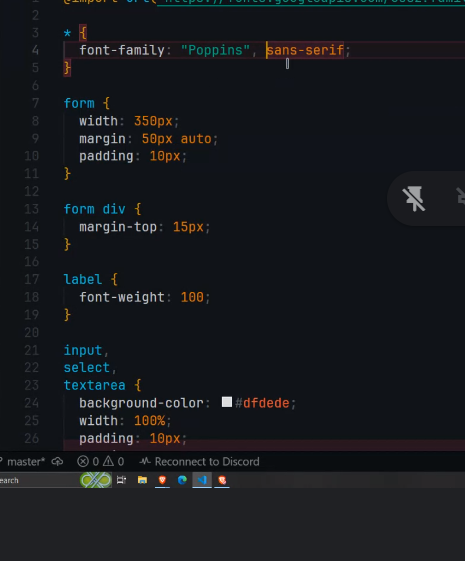 @import url('https://fonts.googleapis.com/css2?famil
3 * {
4 font-family: "Poppins", sans-serif;
5 }
6
7 form {
8 width: 350px;
9 margin: 50px auto;
10 padding: 10px;
11 }
12
13 form div {
14 margin-top: 15px;
15 }
16
17 label {
18 font-weight: 100;
19 }
20
21 input,
22 select,
23 textarea {
24 background-color: #dfdede;
25 width: 100%;
26 padding: 10px;
master* 0 0 Reconnect to Discord
earch